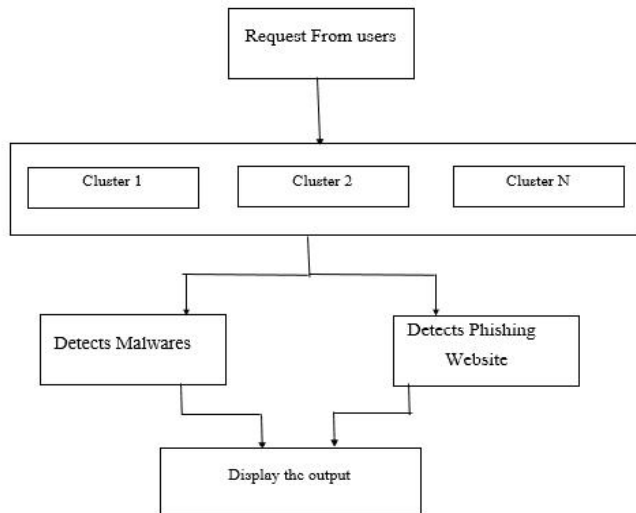 Request From users
Cluster 1
Cluster 2
Cluster N
Detects Malwares
Detects Phishing
Website
Display the output